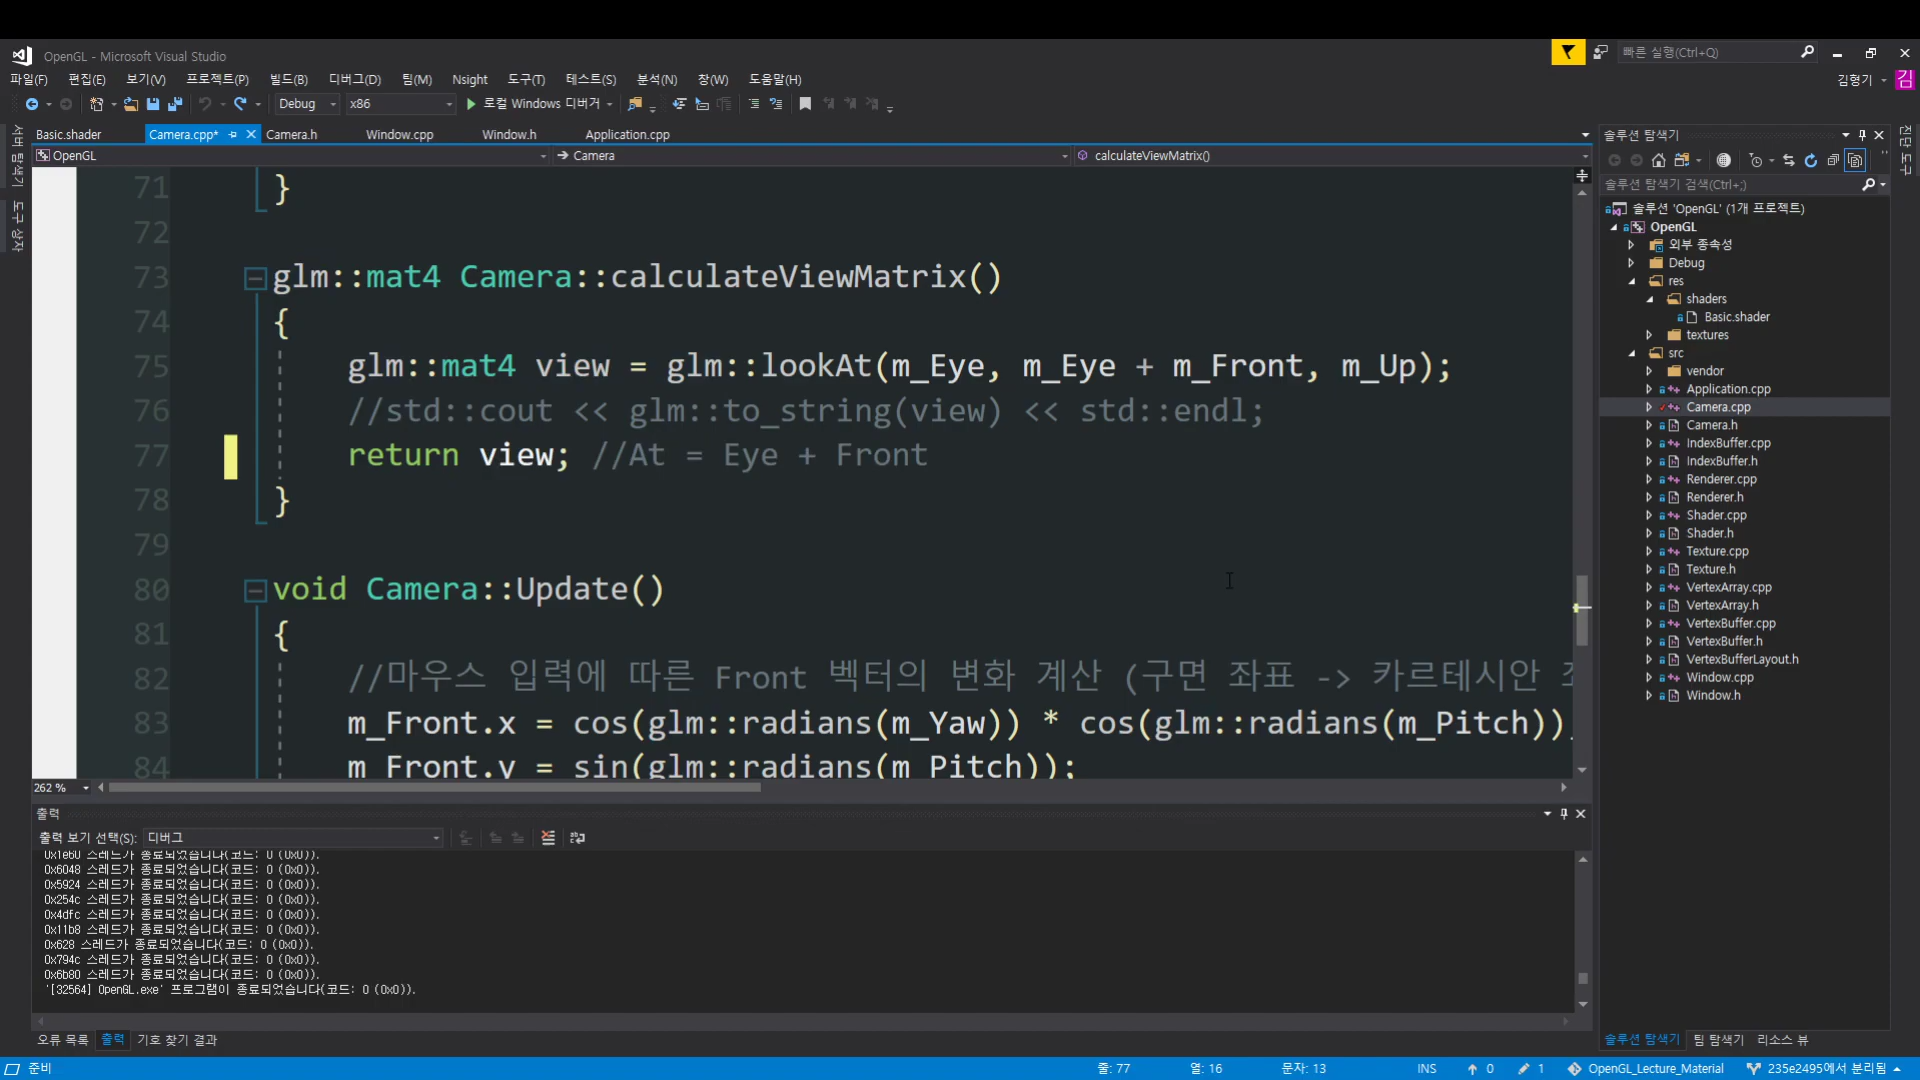 OpenGL - Microsoft Visual Studio
빠른 실행(Ctrl+Q)
파일(F) 편집(E) 보기(V) 프로젝트(P) 빌드(B) 디버그(D) 팀(M) Nsight 도구(T) 테스트(S) 분석(N) 창(W) 도움말(H)
김형기 김
Debug x86 로컬 Windows 디버거
서버 탐색기
도구 상자
Basic.shader Camera.cpp* Camera.h Window.cpp Window.h Application.cpp
OpenGL Camera calculateViewMatrix()
71 }
72
73 glm::mat4 Camera::calculateViewMatrix()
74 {
75 glm::mat4 view = glm::lookAt(m_Eye, m_Eye + m_Front, m_Up);
76 //std::cout << glm::to_string(view) << std::endl;
77 return view; //At = Eye + Front
78 }
79
80 void Camera::Update()
81 {
82 //마우스 입력에 따른 Front 벡터의 변화 계산 (구면 좌표 -> 카르테시안
83 m_Front.x = cos(glm::radians(m_Yaw)) * cos(glm::radians(m_Pitch))
84 m_Front.y = sin(glm::radians(m_Pitch));
262 %
출력
출력 보기 선택(S): 디버그
0x1e60 스레드가 종료되었습니다(코드: 0 (0x0)).
0x6048 스레드가 종료되었습니다(코드: 0 (0x0)).
0x5924 스레드가 종료되었습니다(코드: 0 (0x0)).
0x254c 스레드가 종료되었습니다(코드: 0 (0x0)).
0x4dfc 스레드가 종료되었습니다(코드: 0 (0x0)).
0x11b8 스레드가 종료되었습니다(코드: 0 (0x0)).
0x628 스레드가 종료되었습니다(코드: 0 (0x0)).
0x794c 스레드가 종료되었습니다(코드: 0 (0x0)).
0x6b80 스레드가 종료되었습니다(코드: 0 (0x0)).
'[32564] OpenGL.exe' 프로그램이 종료되었습니다(코드: 0 (0x0)).
오류 목록 출력 기호 찾기 결과
솔루션 탐색기
진단 도구
솔루션 탐색기 검색(Ctrl+;)
솔루션 'OpenGL' (1개 프로젝트)
OpenGL
외부 종속성
Debug
res
shaders
Basic.shader
textures
src
vendor
Application.cpp
Camera.cpp
Camera.h
IndexBuffer.cpp
IndexBuffer.h
Renderer.cpp
Renderer.h
Shader.cpp
Shader.h
Texture.cpp
Texture.h
VertexArray.cpp
VertexArray.h
VertexBuffer.cpp
VertexBuffer.h
VertexBufferLayout.h
Window.cpp
Window.h
솔루션 탐색기 팀 탐색기 리소스 뷰
준비 줄: 77 열: 16 문자: 13 INS 0 1 OpenGL_Lecture_Material 235e2495에서 분리됨